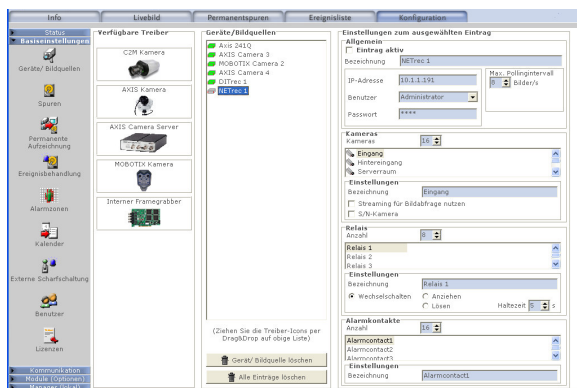 Info
Livebild
Permanentspuren
Ereignisliste
Konfiguration
Status
Basiseinstellungen
Geräte/ Bildquellen
Spuren
Permanente
Aufzeichnung
Ereignisbehandlung
Alarmzonen
Kalender
Externe Scharfschaltung
Benutzer
Lizenzen
Kommunikation
Module (Optionen)
Manager (lokal)
Verfügbare Treiber
C2M Kamera
AXIS Kamera
AXIS Camera Server
MOBOTIX Kamera
Interner Framegrabber
Geräte/Bildquellen
Axis 241Q
AXIS Camera 3
MOBOTIX Camera 2
AXIS Camera 4
DITrec 1
NETrec 1
(Ziehen Sie die Treiber-Icons per
Drag&Drop auf obige Liste)
Gerät/ Bildquelle löschen
Alle Einträge löschen
Einstellungen zum ausgewählten Eintrag
Allgemein
Eintrag aktiv
Bezeichnung NETrec 1
IP-Adresse 10.1.1.191
Benutzer Administrator
Passwort ****
Max. Pollingintervall
0 Bilder/s
Kameras
Kameras 16
Eingang
Hintereingang
Serverraum
Einstellungen
Bezeichnung Eingang
Streaming für Bildabfrage nutzen
S/N-Kamera
Relais
Anzahl 8
Relais 1
Relais 2
Relais 3
Einstellungen
Bezeichnung Relais 1
Wechselschalten Anziehen
Lösen Haltezeit 5 s
Alarmkontakte
Anzahl 16
Alarmcontact1
Alarmcontact2
Alarmcontact3
Einstellungen
Bezeichnung Alarmcontact1